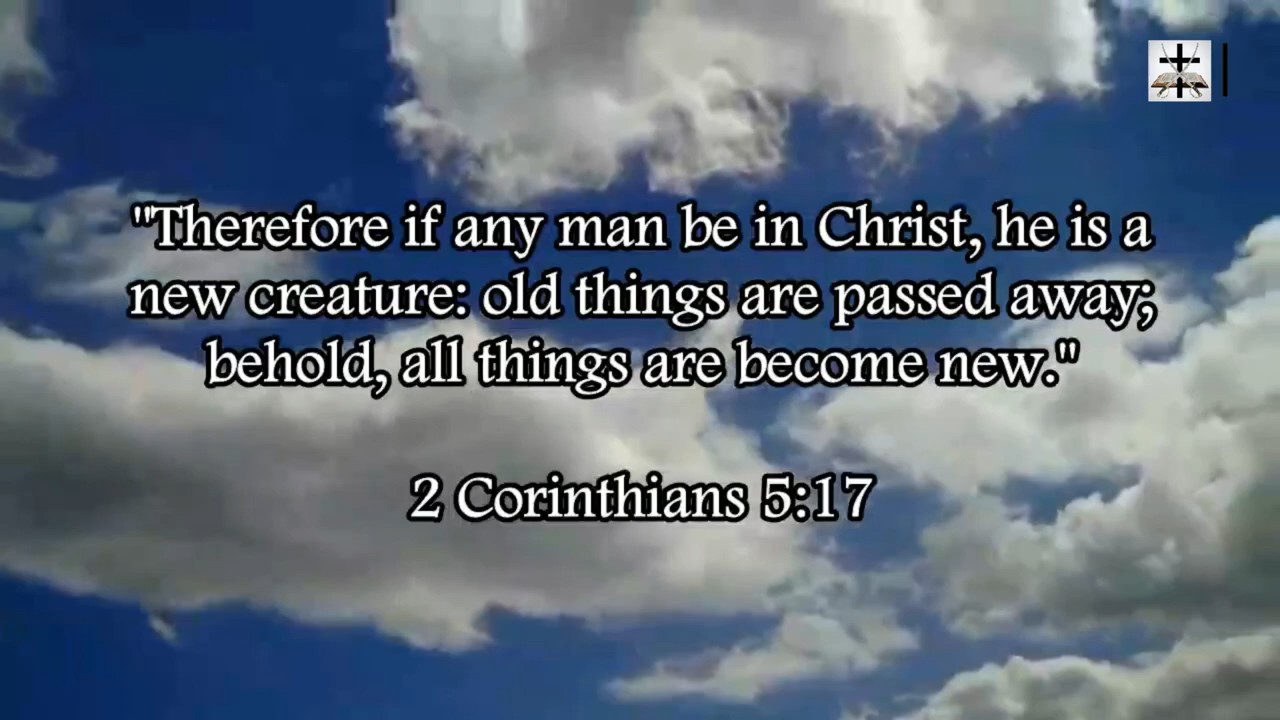 "Therefore if any man be in Christ, he is a
new creature: old things are passed away;
behold, all things are become new."
2 Corinthians 5:17